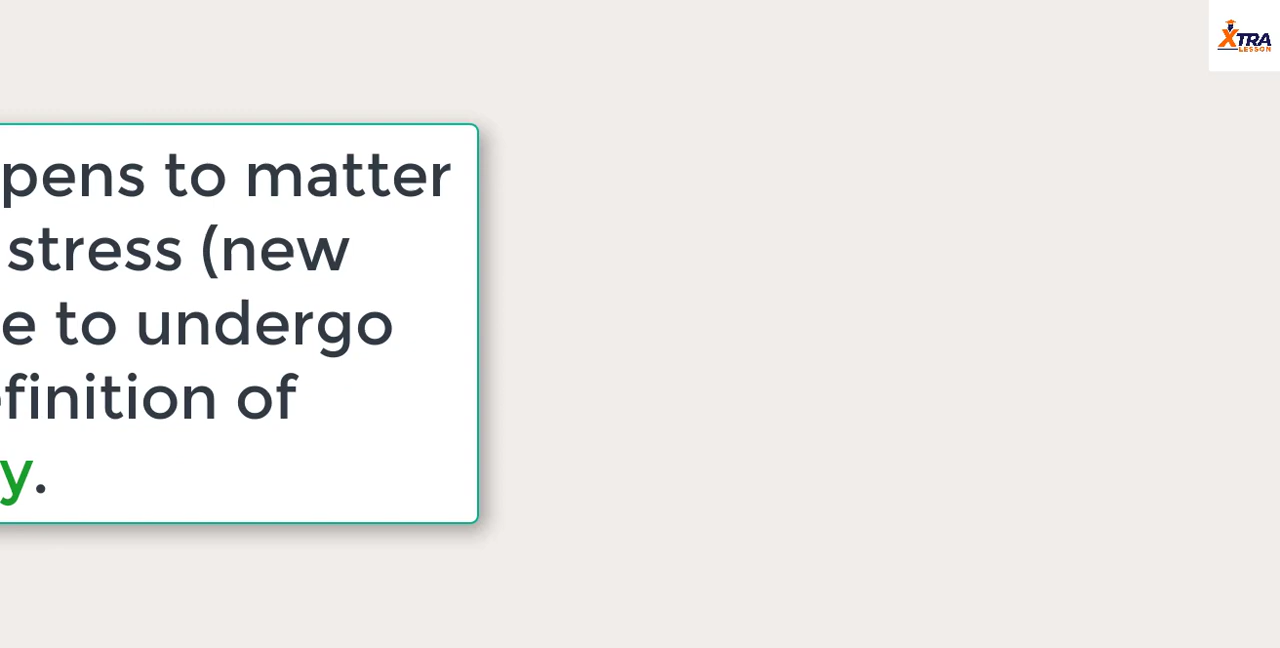 XTRA
LESSON
pens to matter
stress (new
e to undergo
finition of
y.